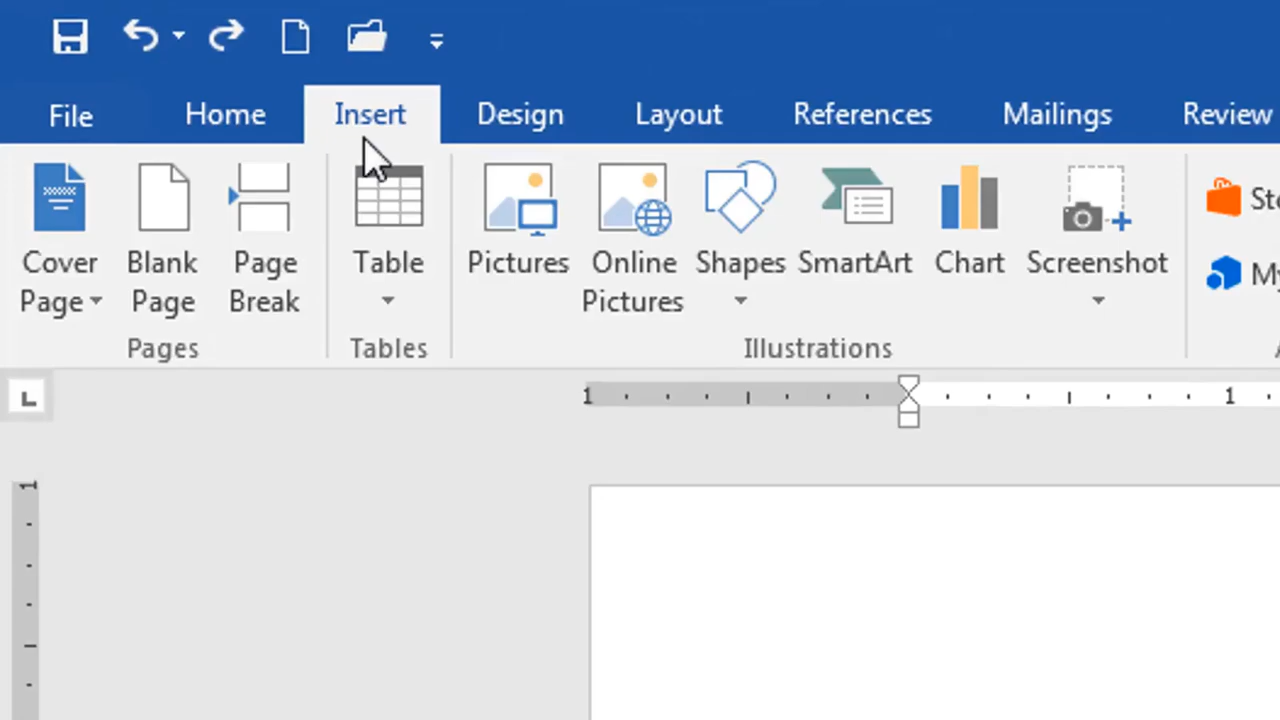 File Home Insert Design Layout References Mailings Review
Cover Page
Blank Page
Page Break
Table
Pictures
Online Pictures
Shapes
SmartArt
Chart
Screenshot
Pages Tables Illustrations
L
1 1
1